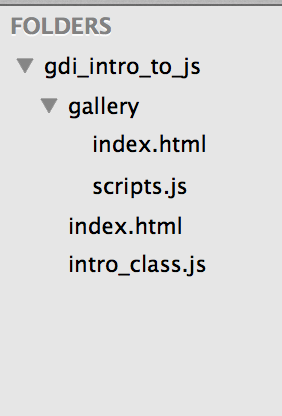 FOLDERS
gdi_intro_to_js
gallery
index.html
scripts.js
index.html
intro_class.js